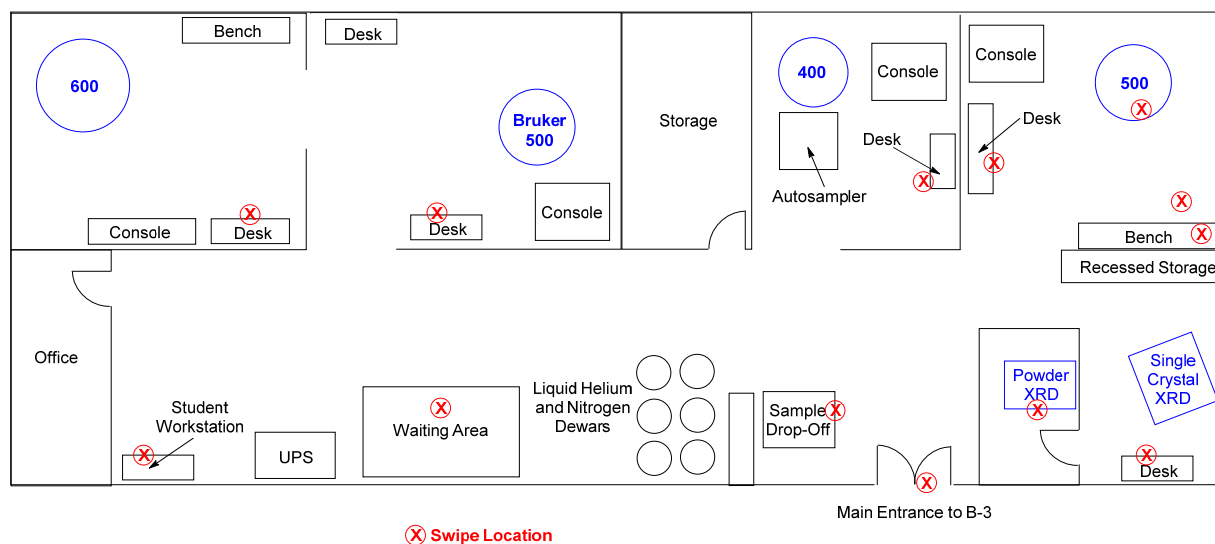 Bench
Desk
600
Bruker
500
Console
Desk
X
X
Desk
Console
Storage
400
Console
Console
500
X
Desk
Desk
X
X
Autosampler
X
X
Bench
Recessed Storage
Office
Student
Workstation
X
UPS
X
Waiting Area
Liquid Helium
and Nitrogen
Dewars
Sample
Drop-Off
X
Powder
XRD
X
Single
Crystal
XRD
X
Desk
X
Main Entrance to B-3
X Swipe Location